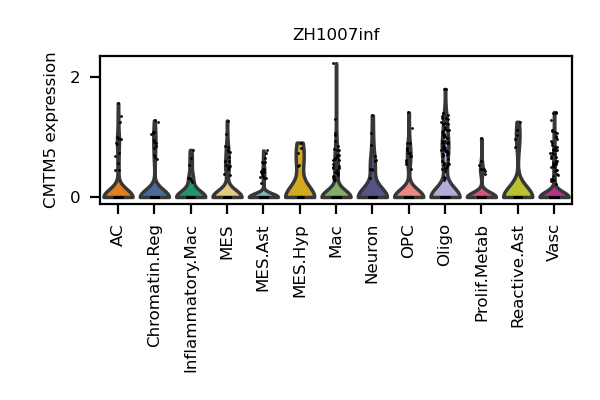 ZH1007inf
CMTM5 expression
2
0
AC
Chromatin.Reg
Inflammatory.Mac
MES
MES.Ast
MES.Hyp
Mac
Neuron
OPC
Oligo
Prolif.Metab
Reactive.Ast
Vasc